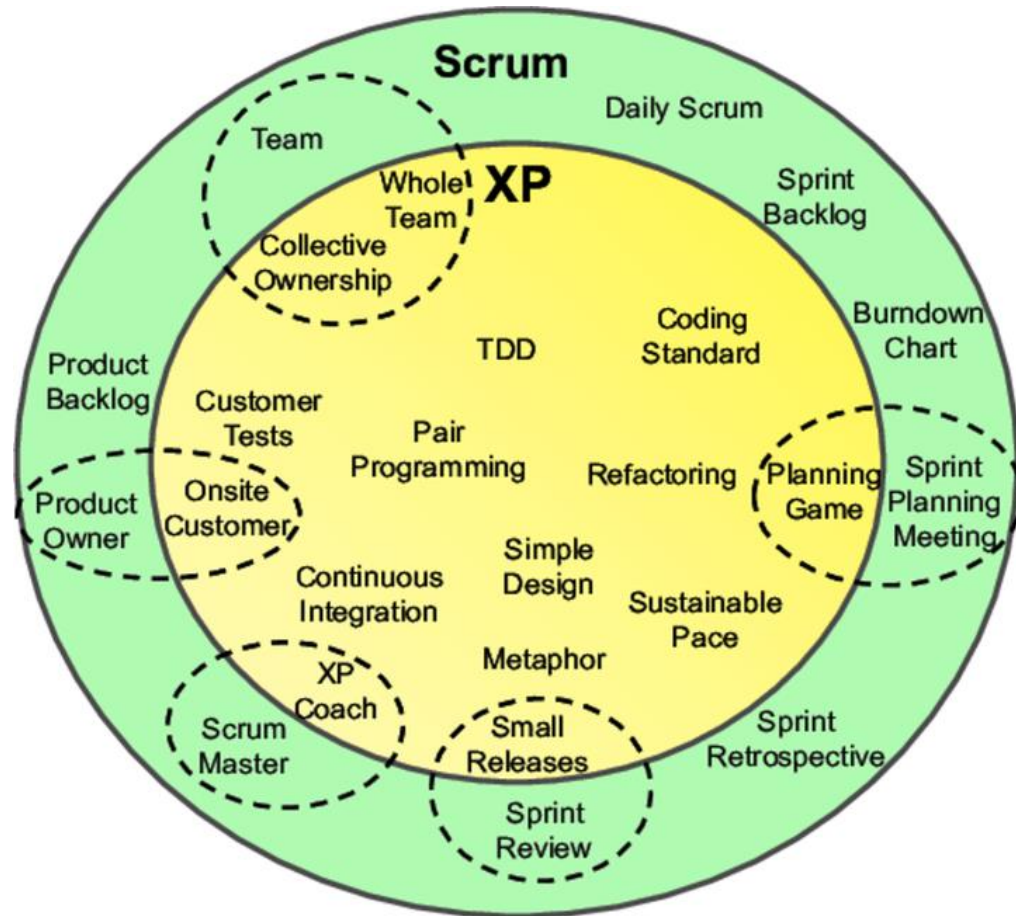 Scrum
Daily Scrum
Team
Sprint
Backlog
XP
Whole
Team
Collective
Ownership
Burndown
Chart
Coding
Standard
TDD
Product
Backlog
Customer
Tests
Pair
Programming
Refactoring
Planning
Game
Sprint
Planning
Meeting
Product
Owner
Onsite
Customer
Simple
Design
Continuous
Integration
Sustainable
Pace
Metaphor
XP
Coach
Scrum
Master
Small
Releases
Sprint
Retrospective
Sprint
Review